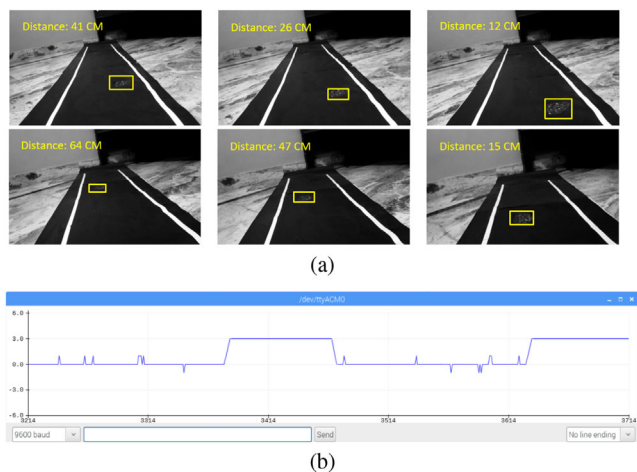 Distance: 41 CM
Distance: 26 CM
Distance: 12 CM
Distance: 64 CM
Distance: 47 CM
Distance: 15 CM
(a)
/dev/ttyACM0
6.0
3.0
0.0
-3.0
-6.0
3214 3314 3414 3514 3614 3714
9600 baud Send No line ending
(b)